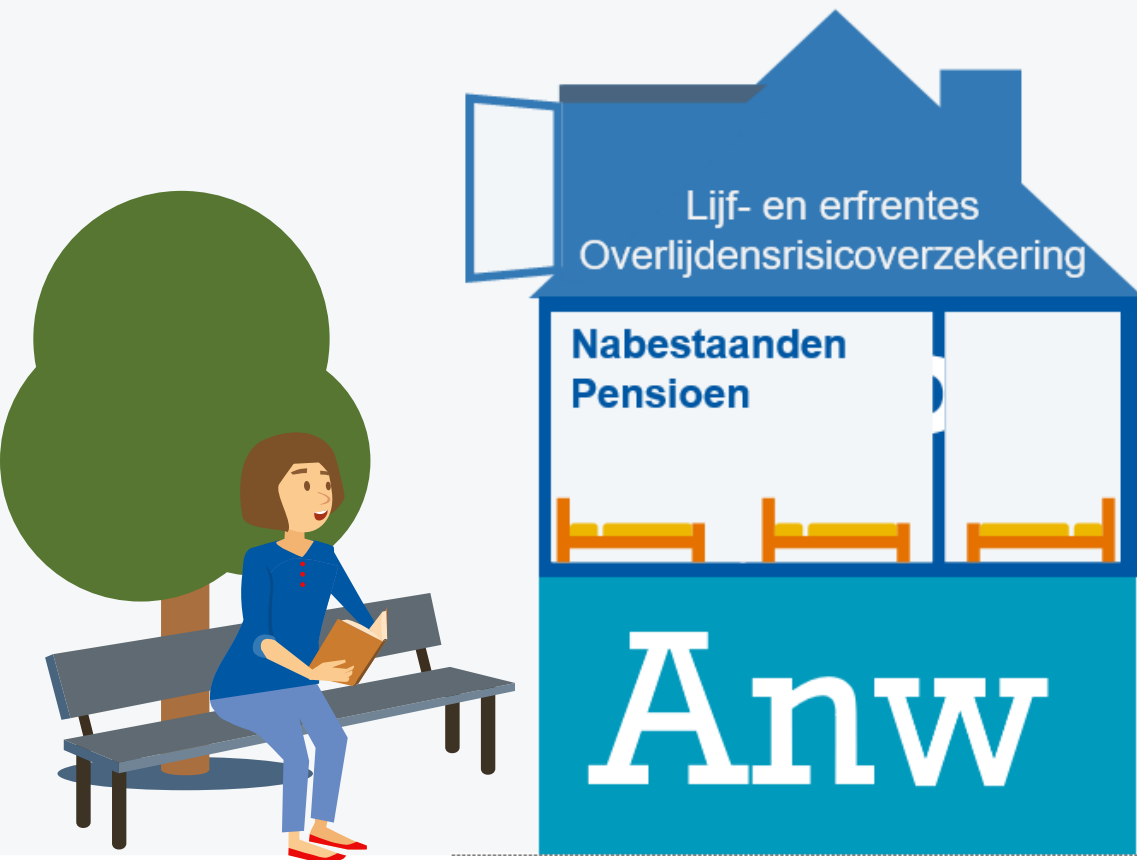 Lijf- en erfrentes
Overlijdensrisicoverzekering
Nabestaanden
Pensioen
Anw